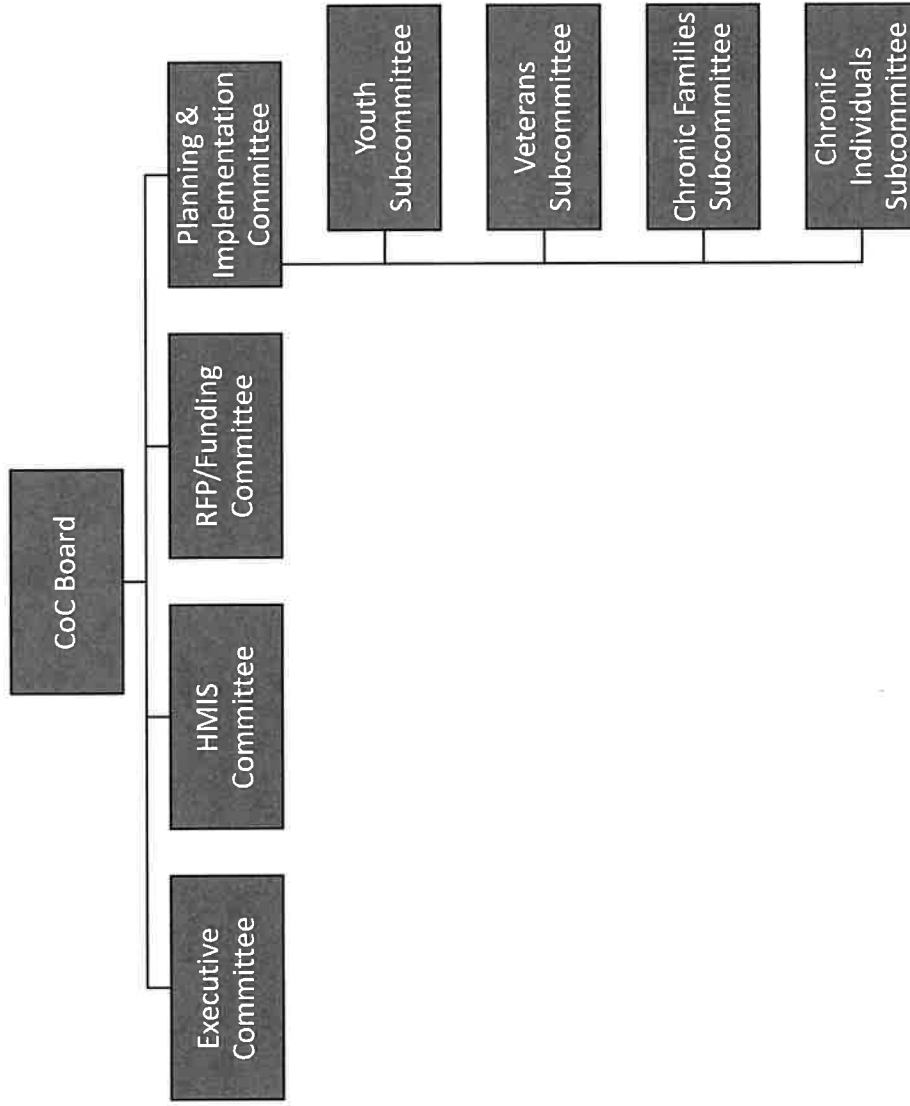 CoC Board
Executive
Committee
HMIS
Committee
RFP/Funding
Committee
Planning &
Implementation
Committee
Youth
Subcommittee
Veterans
Subcommittee
Chronic Families
Subcommittee
Chronic
Individuals
Subcommittee